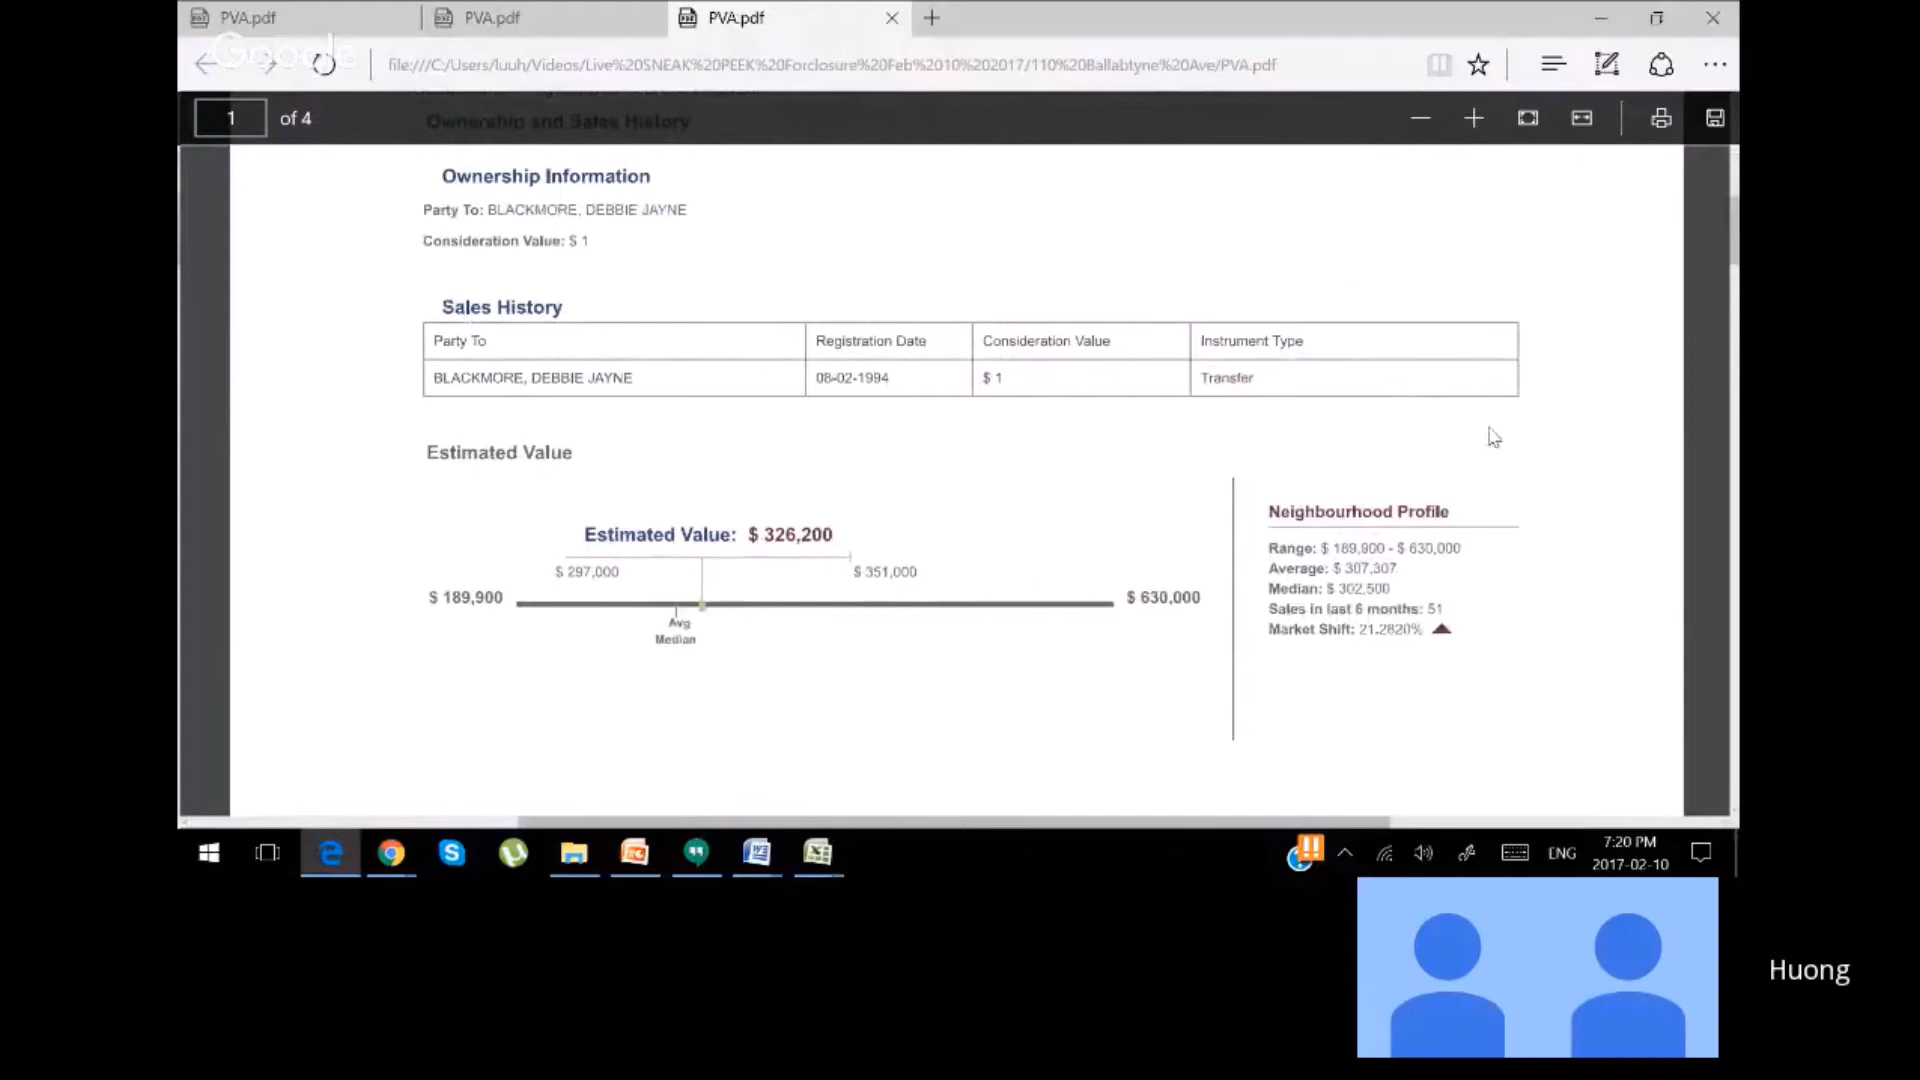 PVA.pdf
PVA.pdf
PVA.pdf
Google
file:///C:/Users/luuh/Videos/Live%20SNEAK%20PEEK%20Forclosure%20Feb%2010%202017/110%20Ballabtyne%20Ave/PVA.pdf
1 of 4
Ownership and Sales History
Ownership Information
Party To: BLACKMORE, DEBBIE JAYNE
Consideration Value: $ 1
Sales History
Party To Registration Date Consideration Value Instrument Type
BLACKMORE, DEBBIE JAYNE 08-02-1994 $ 1 Transfer
Estimated Value
Estimated Value: $ 326,200
$ 297,000 $ 351,000
$ 189,900 $ 630,000
Avg
Median
Neighbourhood Profile
Range: $ 189,900 - $ 630,000
Average: $ 307,307
Median: $ 302,500
Sales in last 6 months: 51
Market Shift: 21.2820%
ENG
7:20 PM
2017-02-10
Huong